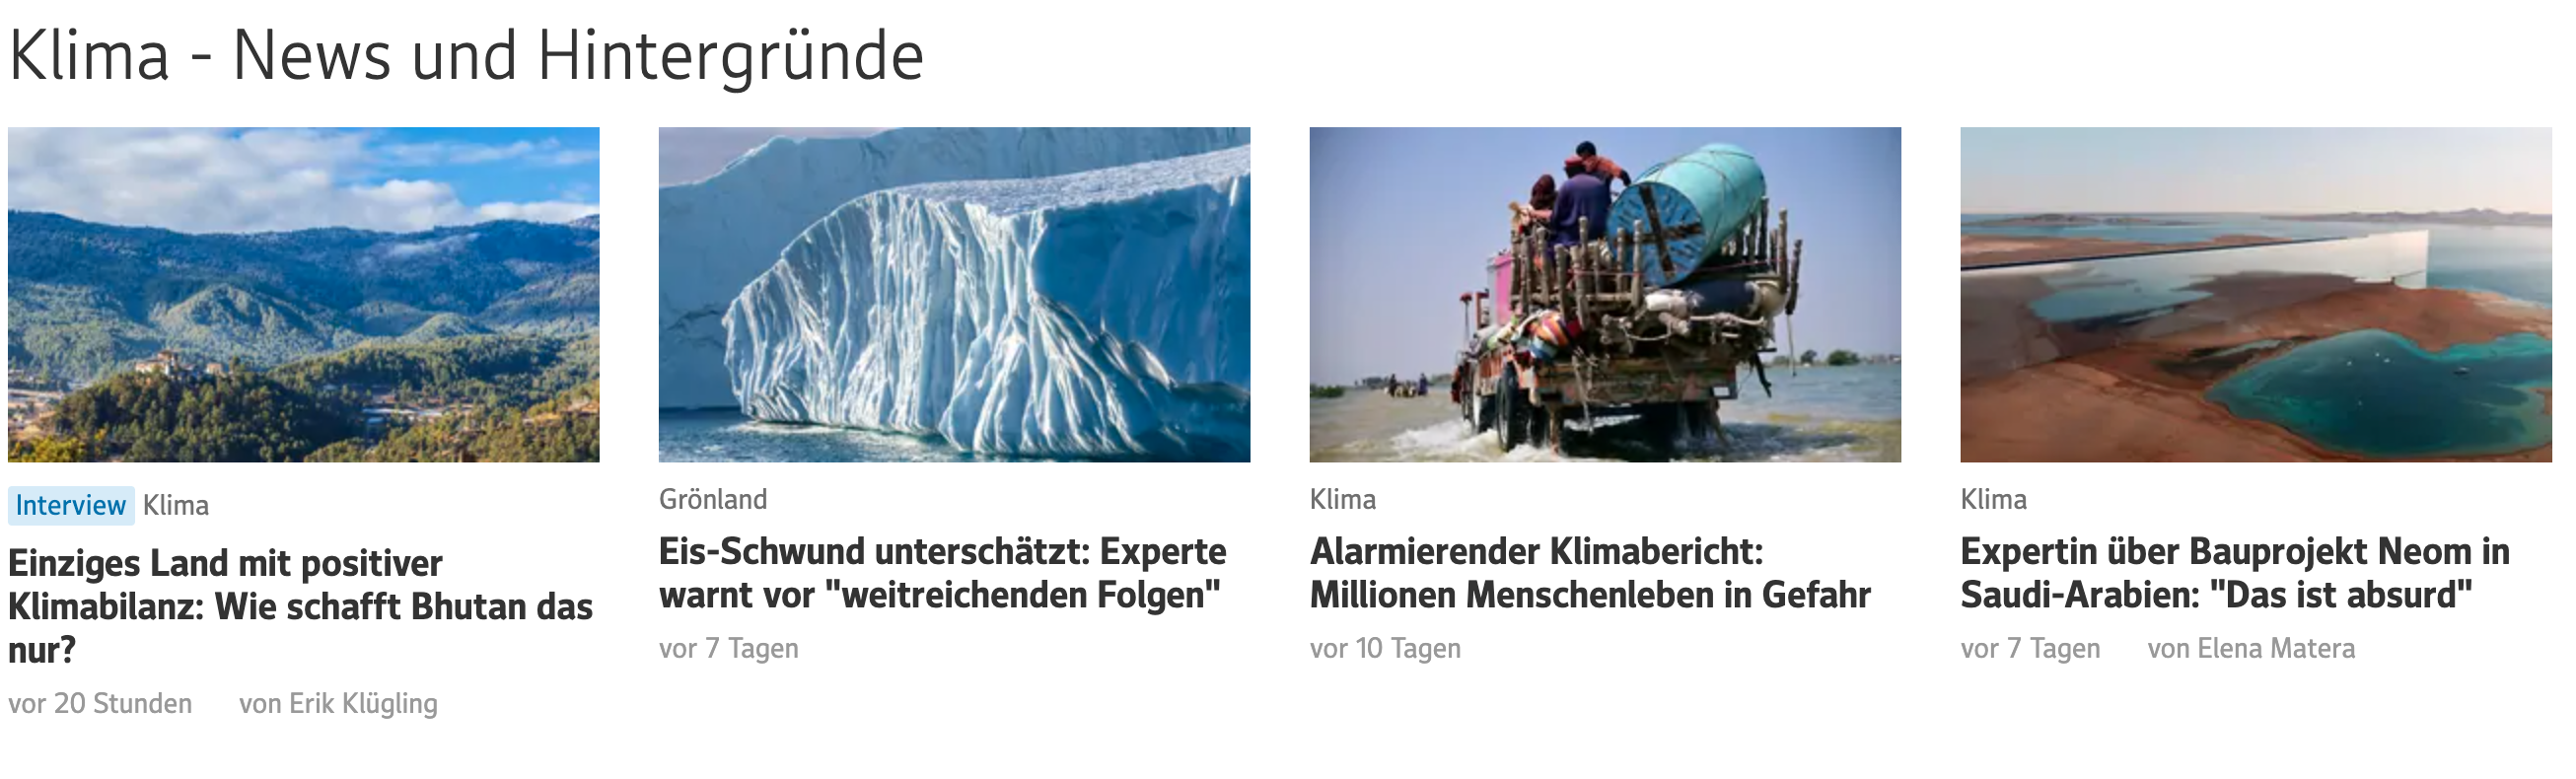 Klima - News und Hintergründe
Interview Klima
Einziges Land mit positiver
Klimabilanz: Wie schafft Bhutan das
nur?
vor 20 Stunden von Erik Klügling
Grönland
Eis-Schwund unterschätzt: Experte
warnt vor "weitreichenden Folgen"
vor 7 Tagen
Klima
Alarmierender Klimabericht:
Millionen Menschenleben in Gefahr
vor 10 Tagen
Klima
Expertin über Bauprojekt Neom in
Saudi-Arabien: "Das ist absurd"
vor 7 Tagen von Elena Matera